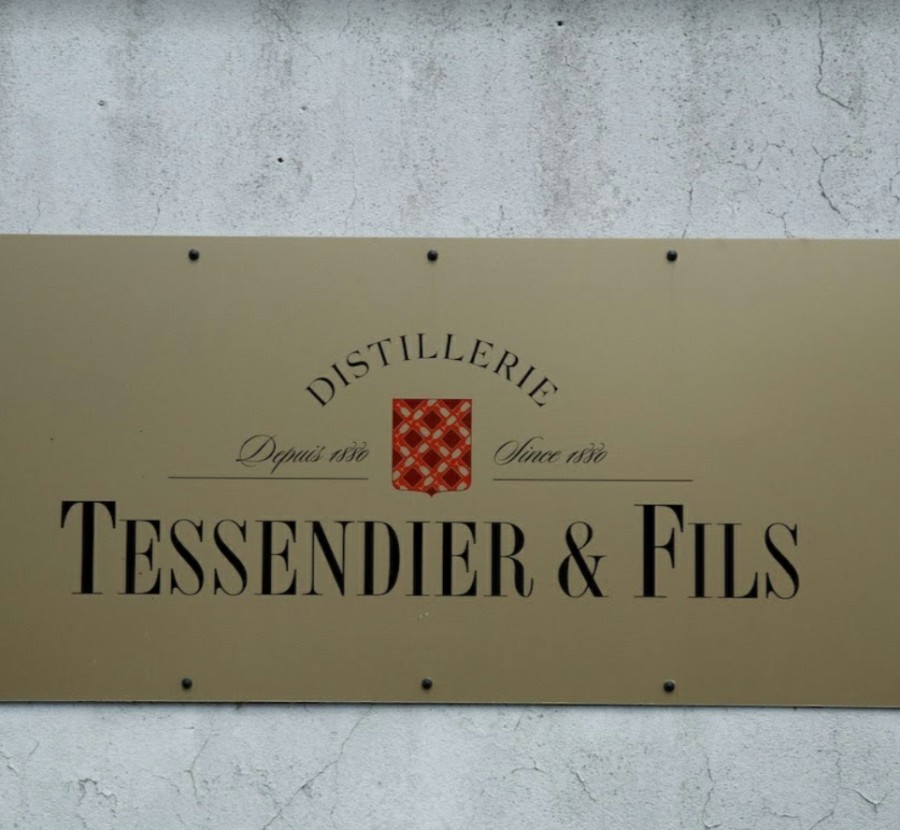 DISTILLERIE
Depuis 1880 Since 1880
TESSENDIER & FILS